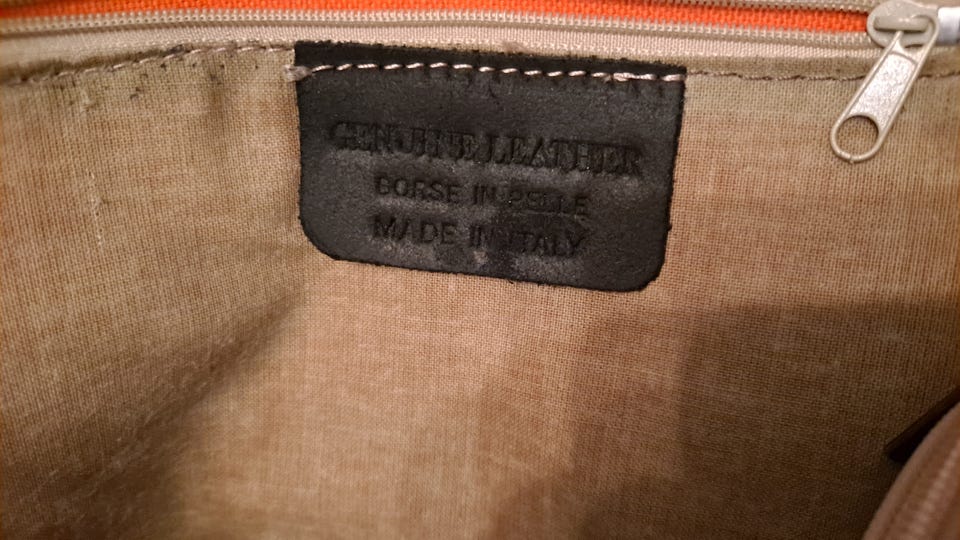 GENUINE LEATHER
BORSE IN PELLE
MADE IN ITALY